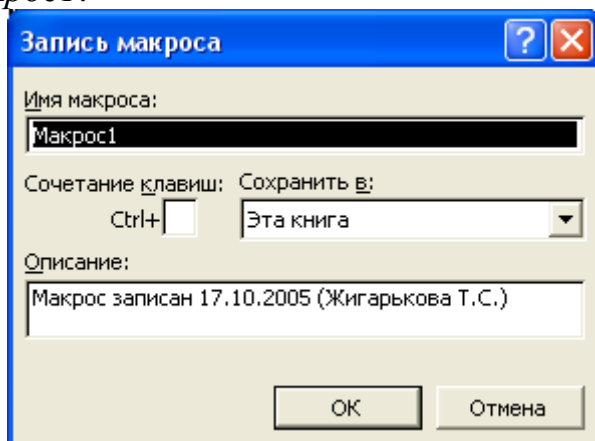 Запись макроса
Имя макроса:
Макрос1
Сочетание клавиш: Сохранить в:
Ctrl+ Эта книга
Описание:
Макрос записан 17.10.2005 (Жигарькова Т.С.)
ОК Отмена